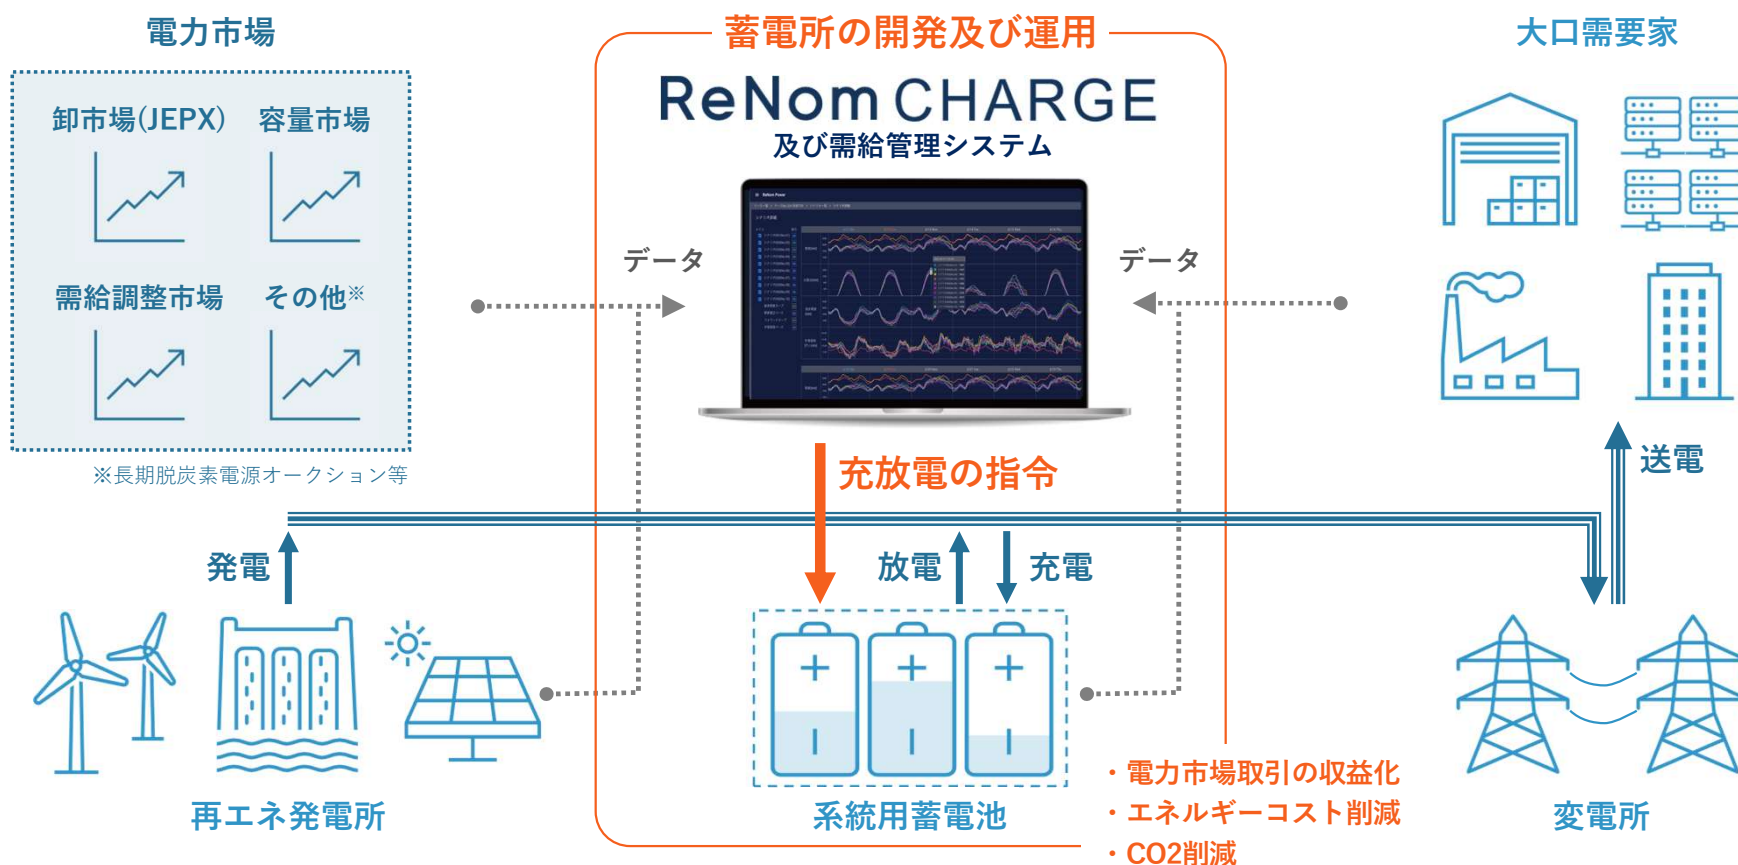 電力市場
卸市場(JEPX)
容量市場
需給調整市場
その他※
※長期脱炭素電源オークション等
蓄電所の開発及び運用
ReNom CHARGE
及び需給管理システム
ReNom Power
データ
データ
大口需要家
充放電の指令
送電
発電
放電
充電
再エネ発電所
系統用蓄電池
変電所
・電力市場取引の収益化
・エネルギーコスト削減
・CO2削減